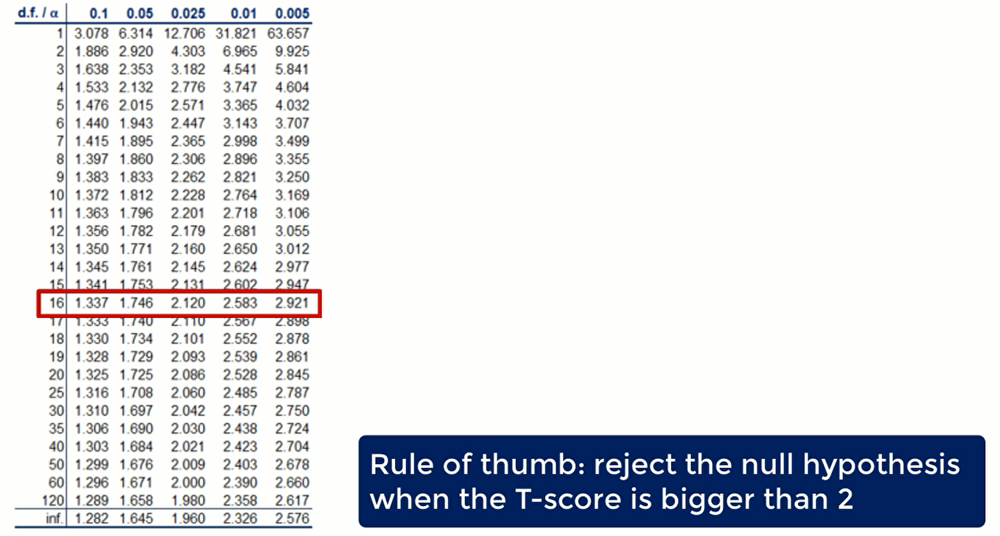 d.f. / α 0.1 0.05 0.025 0.01 0.005
1 3.078 6.314 12.706 31.821 63.657
2 1.886 2.920 4.303 6.965 9.925
3 1.638 2.353 3.182 4.541 5.841
4 1.533 2.132 2.776 3.747 4.604
5 1.476 2.015 2.571 3.365 4.032
6 1.440 1.943 2.447 3.143 3.707
7 1.415 1.895 2.365 2.998 3.499
8 1.397 1.860 2.306 2.896 3.355
9 1.383 1.833 2.262 2.821 3.250
10 1.372 1.812 2.228 2.764 3.169
11 1.363 1.796 2.201 2.718 3.106
12 1.356 1.782 2.179 2.681 3.055
13 1.350 1.771 2.160 2.650 3.012
14 1.345 1.761 2.145 2.624 2.977
15 1.341 1.753 2.131 2.602 2.947
16 1.337 1.746 2.120 2.583 2.921
17 1.333 1.740 2.110 2.567 2.898
18 1.330 1.734 2.101 2.552 2.878
19 1.328 1.729 2.093 2.539 2.861
20 1.325 1.725 2.086 2.528 2.845
25 1.316 1.708 2.060 2.485 2.787
30 1.310 1.697 2.042 2.457 2.750
35 1.306 1.690 2.030 2.438 2.724
40 1.303 1.684 2.021 2.423 2.704
50 1.299 1.676 2.009 2.403 2.678
60 1.296 1.671 2.000 2.390 2.660
120 1.289 1.658 1.980 2.358 2.617
inf. 1.282 1.645 1.960 2.326 2.576
Rule of thumb: reject the null hypothesis
when the T-score is bigger than 2